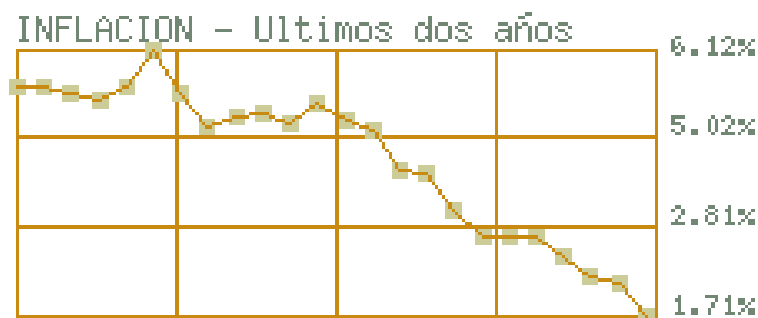 INFLACION - Ultimos dos años
6.12%
5.02%
2.81%
1.71%